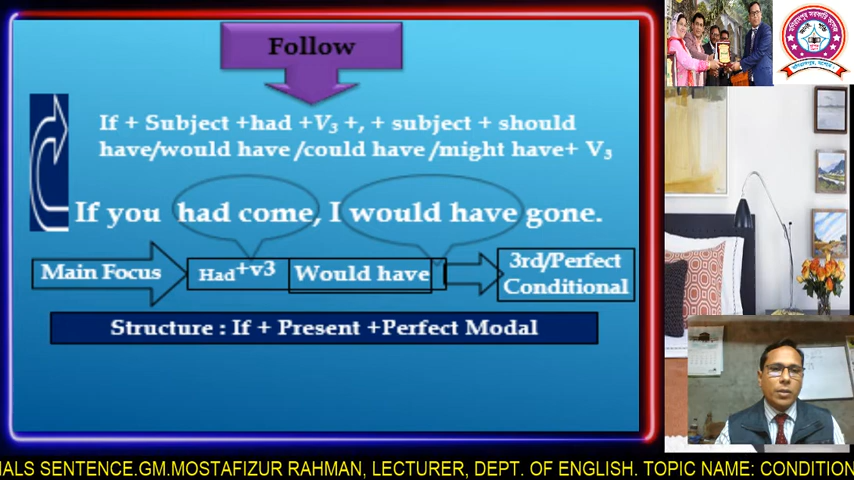 Follow
If + Subject +had +V3 +, + subject + should
have/would have /could have /might have+ V3
If you had come, I would have gone.
Main Focus
Had+v3
Would have
3rd/Perfect
Conditional
Structure : If + Present +Perfect Modal
IALS SENTENCE.GM.MOSTAFIZUR RAHMAN, LECTURER, DEPT. OF ENGLISH. TOPIC NAME: CONDITION